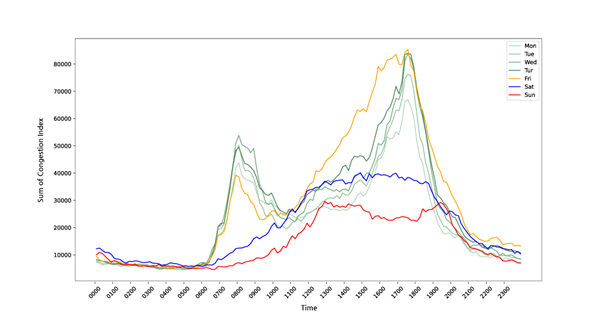 Mon
Tue
Wed
Tur
Fri
Sat
Sun
80000
70000
60000
50000
40000
30000
20000
10000
Sum of Congestion Index
0000 0100 0200 0300 0400 0500 0600 0700 0800 0900 1000 1100 1200 1300 1400 1500 1600 1700 1800 1900 2000 2100 2200 2300
Time